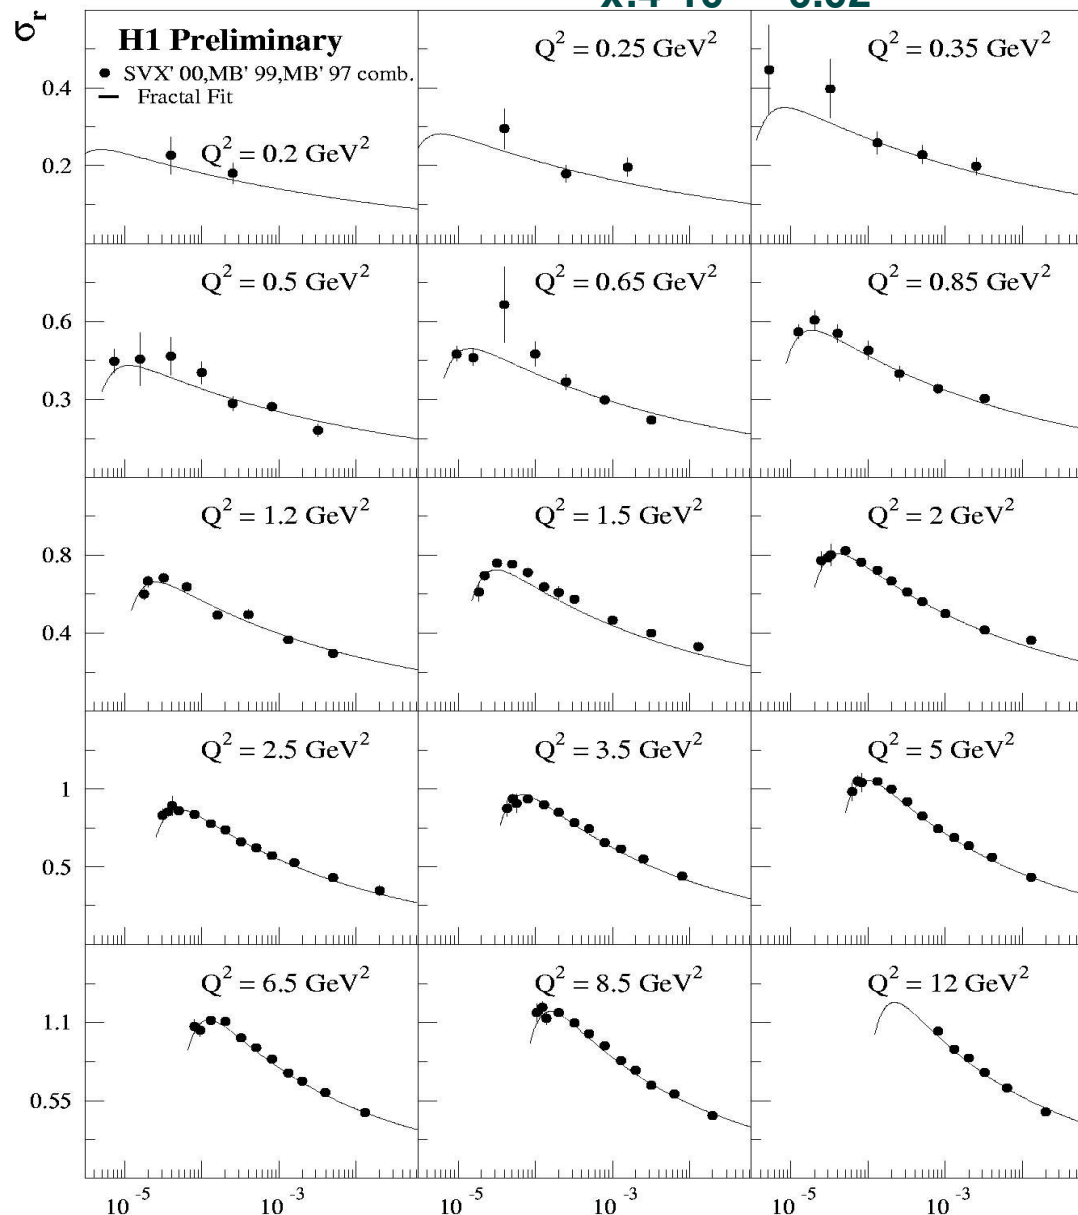 σr
H1 Preliminary
SVX' 00,MB' 99,MB' 97 comb.
Fractal Fit
Q² = 0.2 GeV²
Q² = 0.25 GeV²
Q² = 0.35 GeV²
0.4
0.2
Q² = 0.5 GeV²
Q² = 0.65 GeV²
Q² = 0.85 GeV²
0.6
0.3
Q² = 1.2 GeV²
Q² = 1.5 GeV²
Q² = 2 GeV²
0.8
0.4
Q² = 2.5 GeV²
Q² = 3.5 GeV²
Q² = 5 GeV²
1
0.5
Q² = 6.5 GeV²
Q² = 8.5 GeV²
Q² = 12 GeV²
1.1
0.55
10⁻⁵ 10⁻³ 10⁻⁵ 10⁻³ 10⁻⁵ 10⁻³